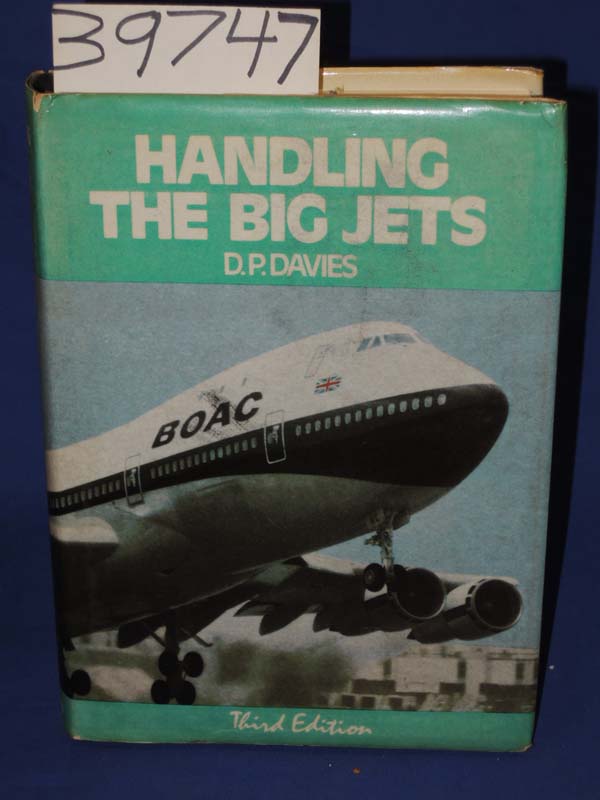 39747
HANDLING
THE BIG JETS
D.P. DAVIES
BOAC
Third Edition